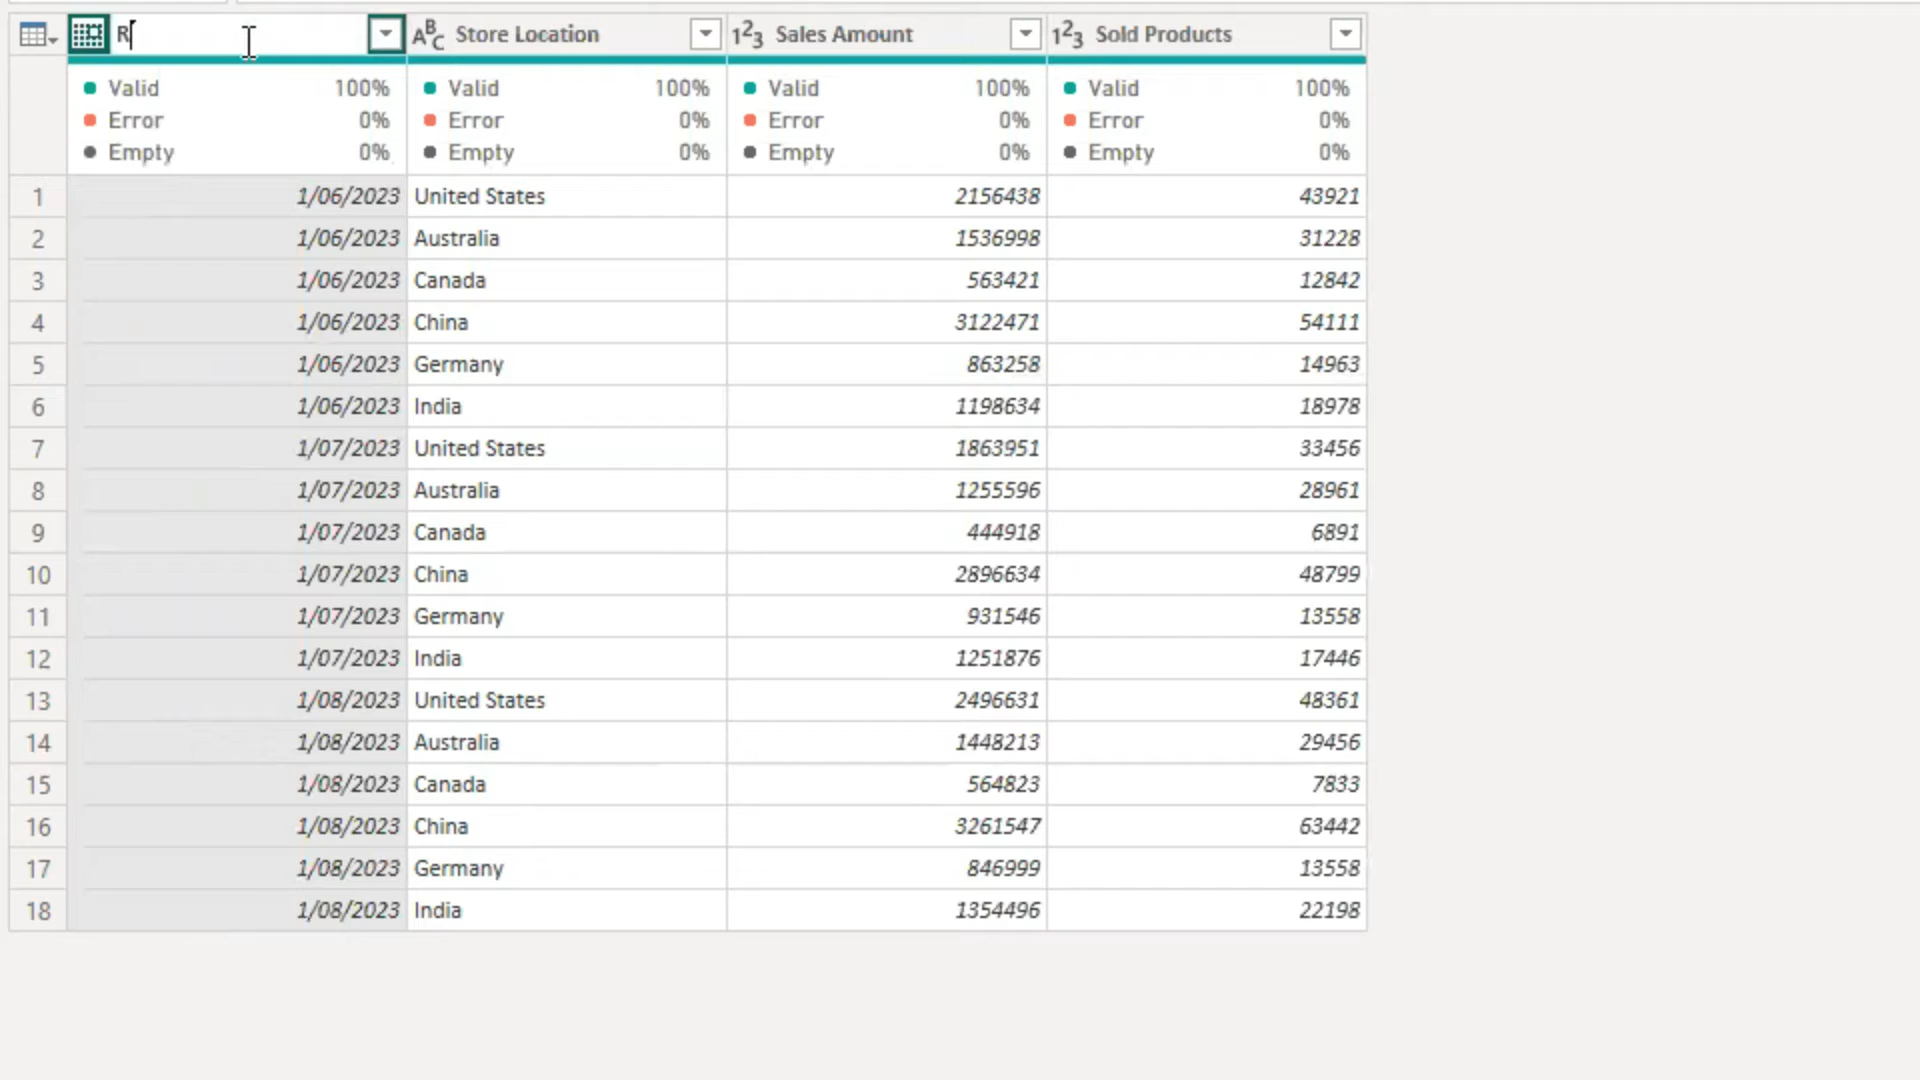 R ABC Store Location 123 Sales Amount 123 Sold Products
Valid 100% Valid 100% Valid 100% Valid 100%
Error 0% Error 0% Error 0% Error 0%
Empty 0% Empty 0% Empty 0% Empty 0%
1 1/06/2023 United States 2156438 43921
2 1/06/2023 Australia 1536998 31228
3 1/06/2023 Canada 563421 12842
4 1/06/2023 China 3122471 54111
5 1/06/2023 Germany 863258 14963
6 1/06/2023 India 1198634 18978
7 1/07/2023 United States 1863951 33456
8 1/07/2023 Australia 1255596 28961
9 1/07/2023 Canada 444918 6891
10 1/07/2023 China 2896634 48799
11 1/07/2023 Germany 931546 13558
12 1/07/2023 India 1251876 17446
13 1/08/2023 United States 2496631 48361
14 1/08/2023 Australia 1448213 29456
15 1/08/2023 Canada 564823 7833
16 1/08/2023 China 3261547 63442
17 1/08/2023 Germany 846999 13558
18 1/08/2023 India 1354496 22198